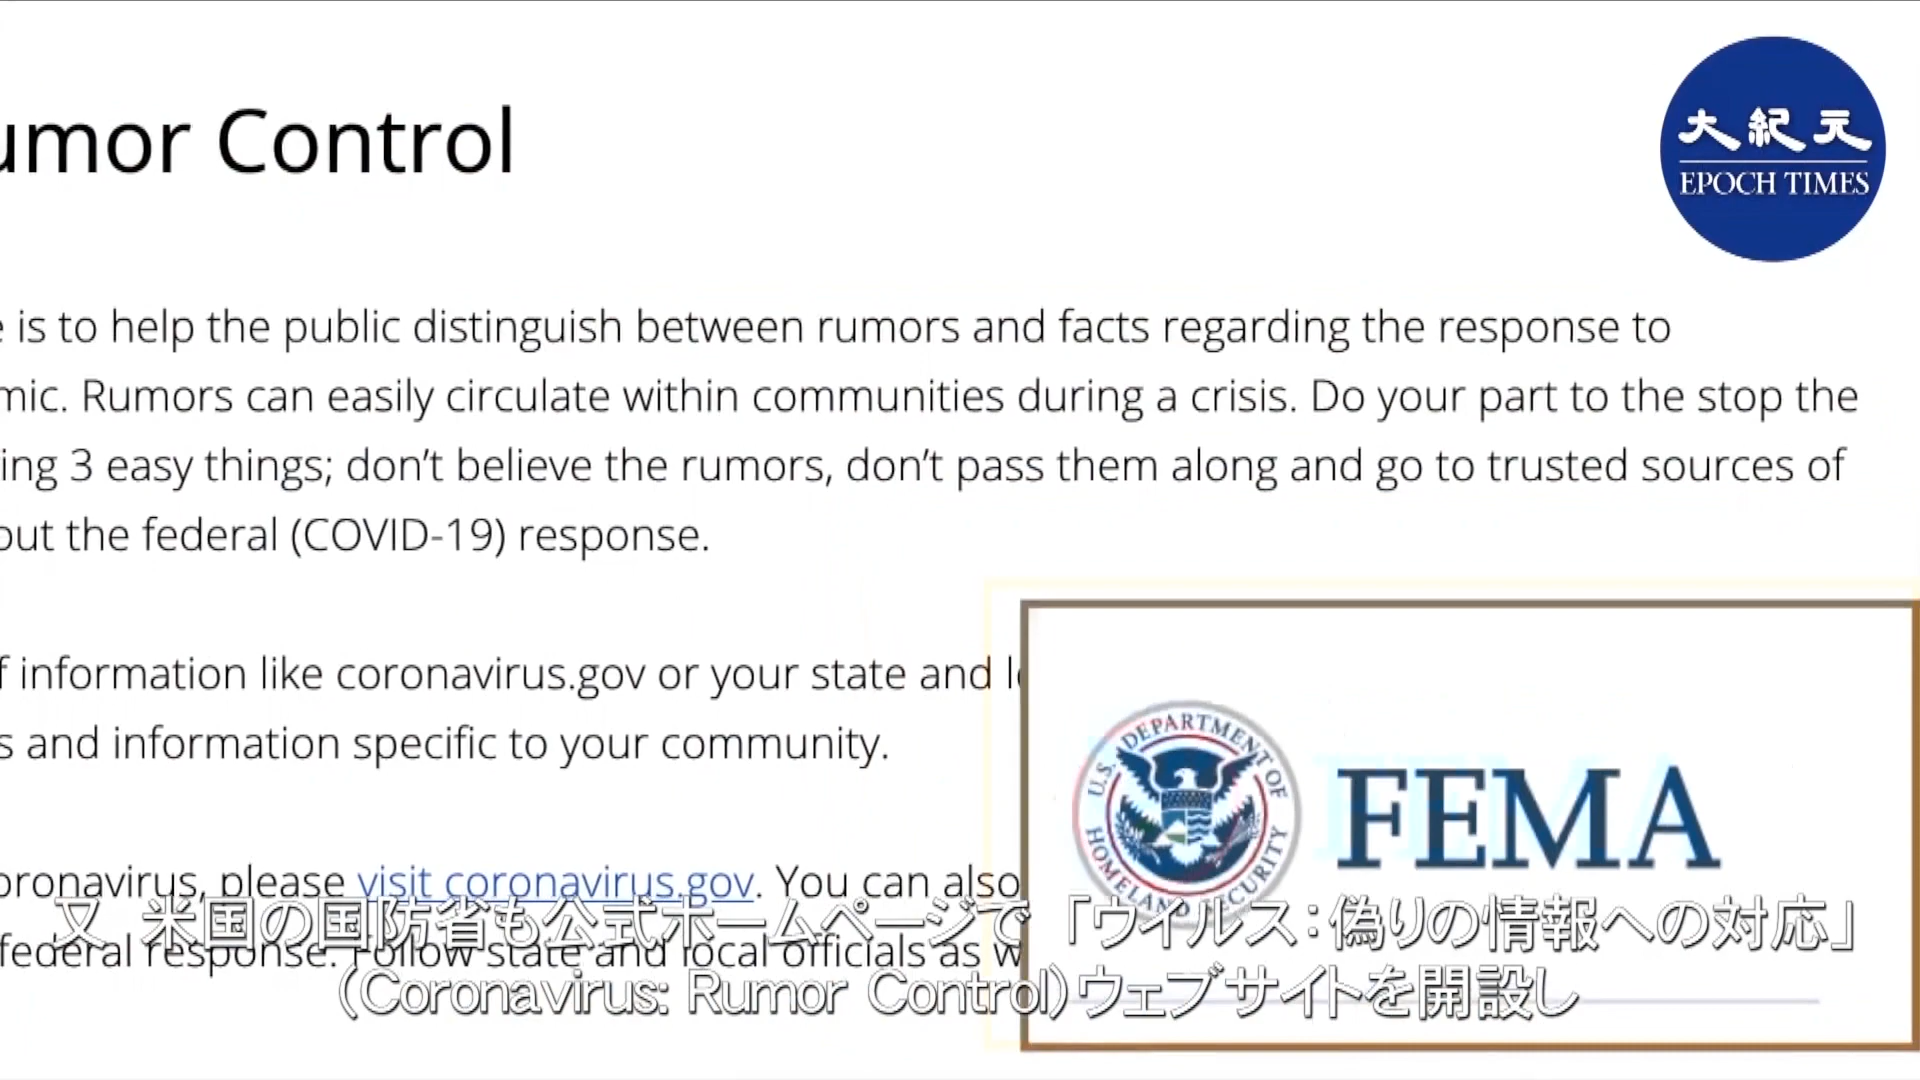 umor Control
大紀元
EPOCH TIMES
e is to help the public distinguish between rumors and facts regarding the response to
mic. Rumors can easily circulate within communities during a crisis. Do your part to the stop the
ing 3 easy things; don't believe the rumors, don't pass them along and go to trusted sources of
out the federal (COVID-19) response.
f information like coronavirus.gov or your state and l
s and information specific to your community.
U.S. DEPARTMENT OF HOMELAND SECURITY
FEMA
oronavirus, please visit coronavirus.gov. You can also
federal response. Follow state and local officials as w
又 米国の国防省も公式ホームページで「ウイルス：偽りの情報への対応」
（Coronavirus: Rumor Control）ウェブサイトを開設し